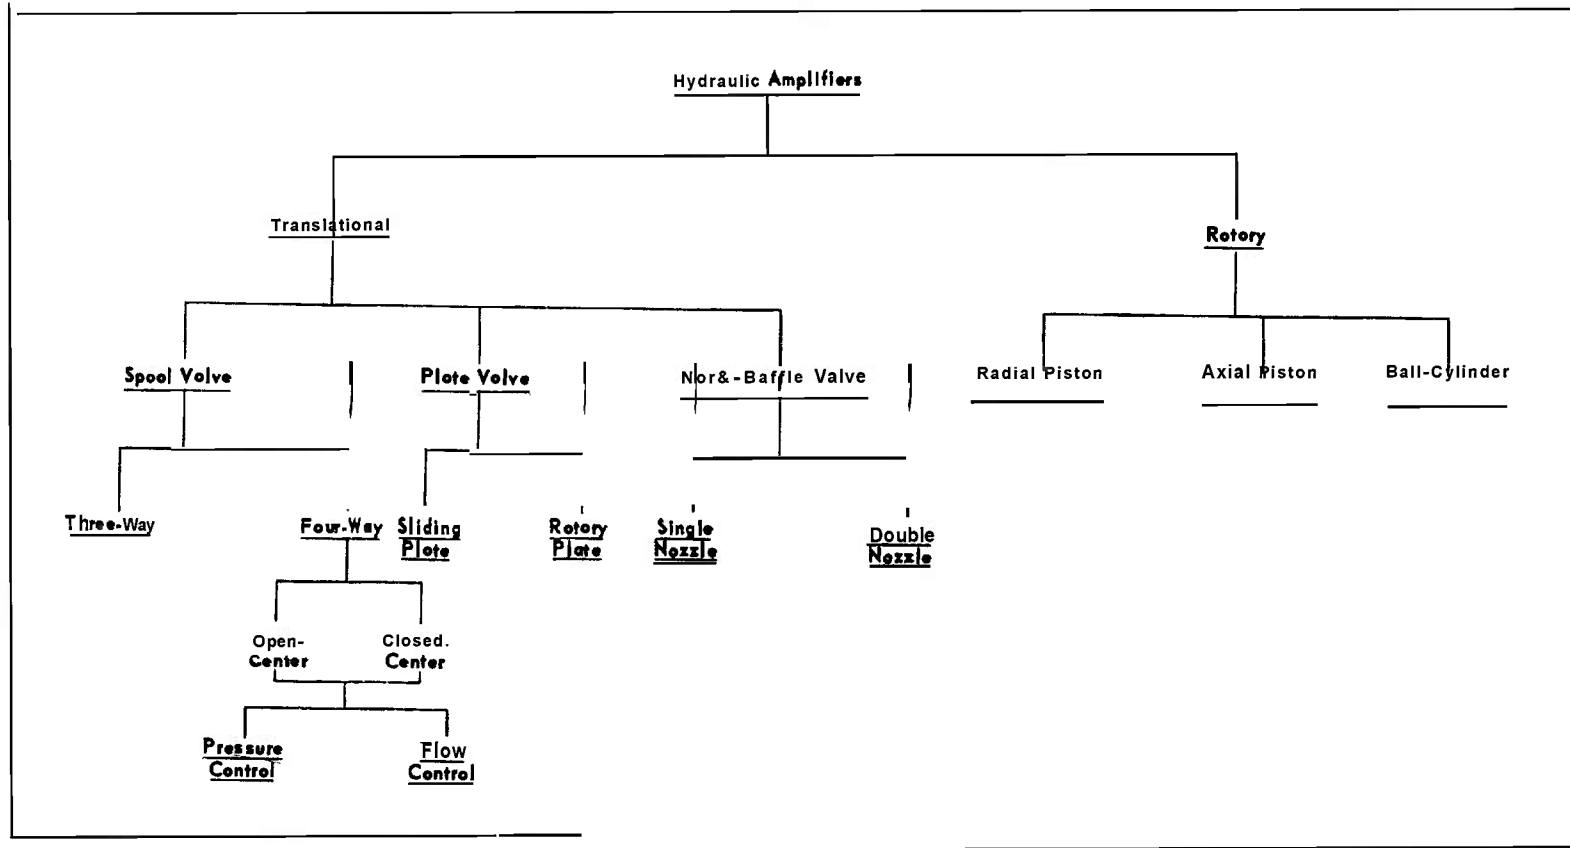 Hydraulic Amplifiers
Translational
Rotory
Spool Volve
Plote Volve
Nor&-Baffle Valve
Radial Piston
Axial Piston
Ball-Cylinder
Three-Way
Four-Way
Sliding
Plote
Rotory
Plate
Single
Nozzle
Double
Nozzle
Open-
Center
Closed.
Center
Pressure
Control
Flow
Control